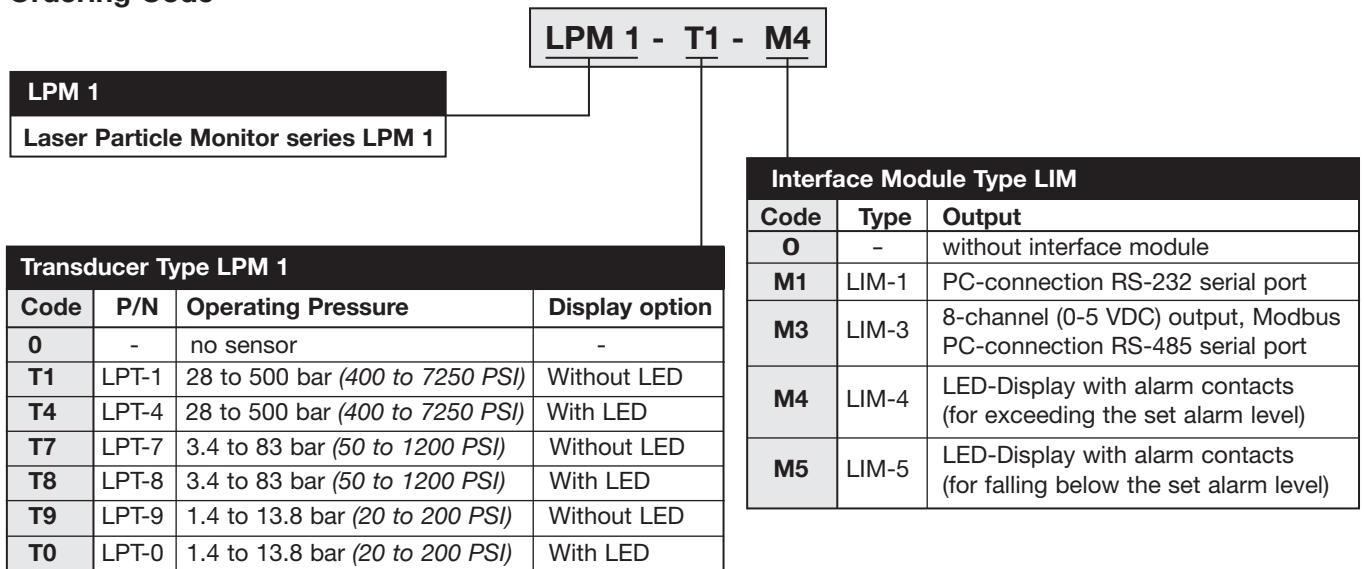 Ordering Code
LPM 1 - T1 - M4
LPM 1
Laser Particle Monitor series LPM 1
Interface Module Type LIM
Code Type Output
O - without interface module
M1 LIM-1 PC-connection RS-232 serial port
M3 LIM-3 8-channel (0-5 VDC) output, Modbus
PC-connection RS-485 serial port
M4 LIM-4 LED-Display with alarm contacts
(for exceeding the set alarm level)
M5 LIM-5 LED-Display with alarm contacts
(for falling below the set alarm level)
Transducer Type LPM 1
Code P/N Operating Pressure Display option
0 - no sensor -
T1 LPT-1 28 to 500 bar (400 to 7250 PSI) Without LED
T4 LPT-4 28 to 500 bar (400 to 7250 PSI) With LED
T7 LPT-7 3.4 to 83 bar (50 to 1200 PSI) Without LED
T8 LPT-8 3.4 to 83 bar (50 to 1200 PSI) With LED
T9 LPT-9 1.4 to 13.8 bar (20 to 200 PSI) Without LED
T0 LPT-0 1.4 to 13.8 bar (20 to 200 PSI) With LED